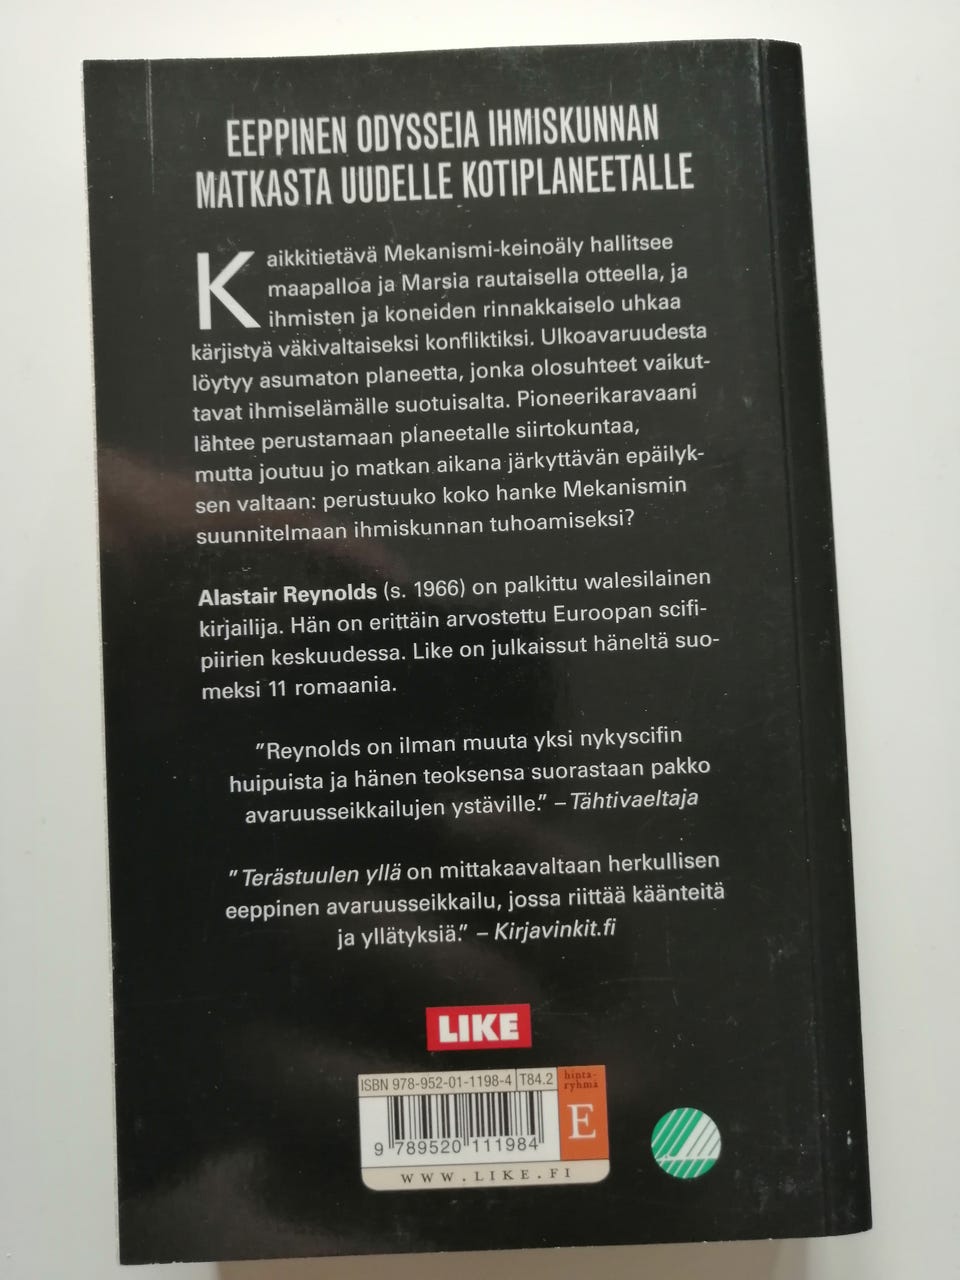 EEPPINEN ODYSSEIA IHMISKUNNAN
MATKASTA UUDELLE KOTIPLANEETALLE
Kaikkitietävä Mekanismi-keinoäly hallitsee
maapalloa ja Marsia rautaisella otteella, ja
ihmisten ja koneiden rinnakkaiselo uhkaa
kärjistyä väkivaltaiseksi konfliktiksi. Ulkoavaruudesta
löytyy asumaton planeetta, jonka olosuhteet vaikut-
tavat ihmiselämälle suotuisalta. Pioneerikaravaani
lähtee perustamaan planeetalle siirtokuntaa,
mutta joutuu jo matkan aikana järkyttävän epäilyk-
sen valtaan: perustuuko koko hanke Mekanismin
suunnitelmaan ihmiskunnan tuhoamiseksi?
Alastair Reynolds (s. 1966) on palkittu walesilainen
kirjailija. Hän on erittäin arvostettu Euroopan scifi-
piirien keskuudessa. Like on julkaissut häneltä suo-
meksi 11 romaania.
”Reynolds on ilman muuta yksi nykyscifin
huipuista ja hänen teoksensa suorastaan pakko
avaruusseikkailujen ystäville.” – Tähtivaeltaja
”Terästuulen yllä on mittakaavaltaan herkullisen
eeppinen avaruusseikkailu, jossa riittää käänteitä
ja yllätyksiä.” – Kirjavinkit.fi
LIKE
ISBN 978-952-01-1198-4 T84.2
hinta-
ryhmä
E
9 789520 111984
WWW.LIKE.FI